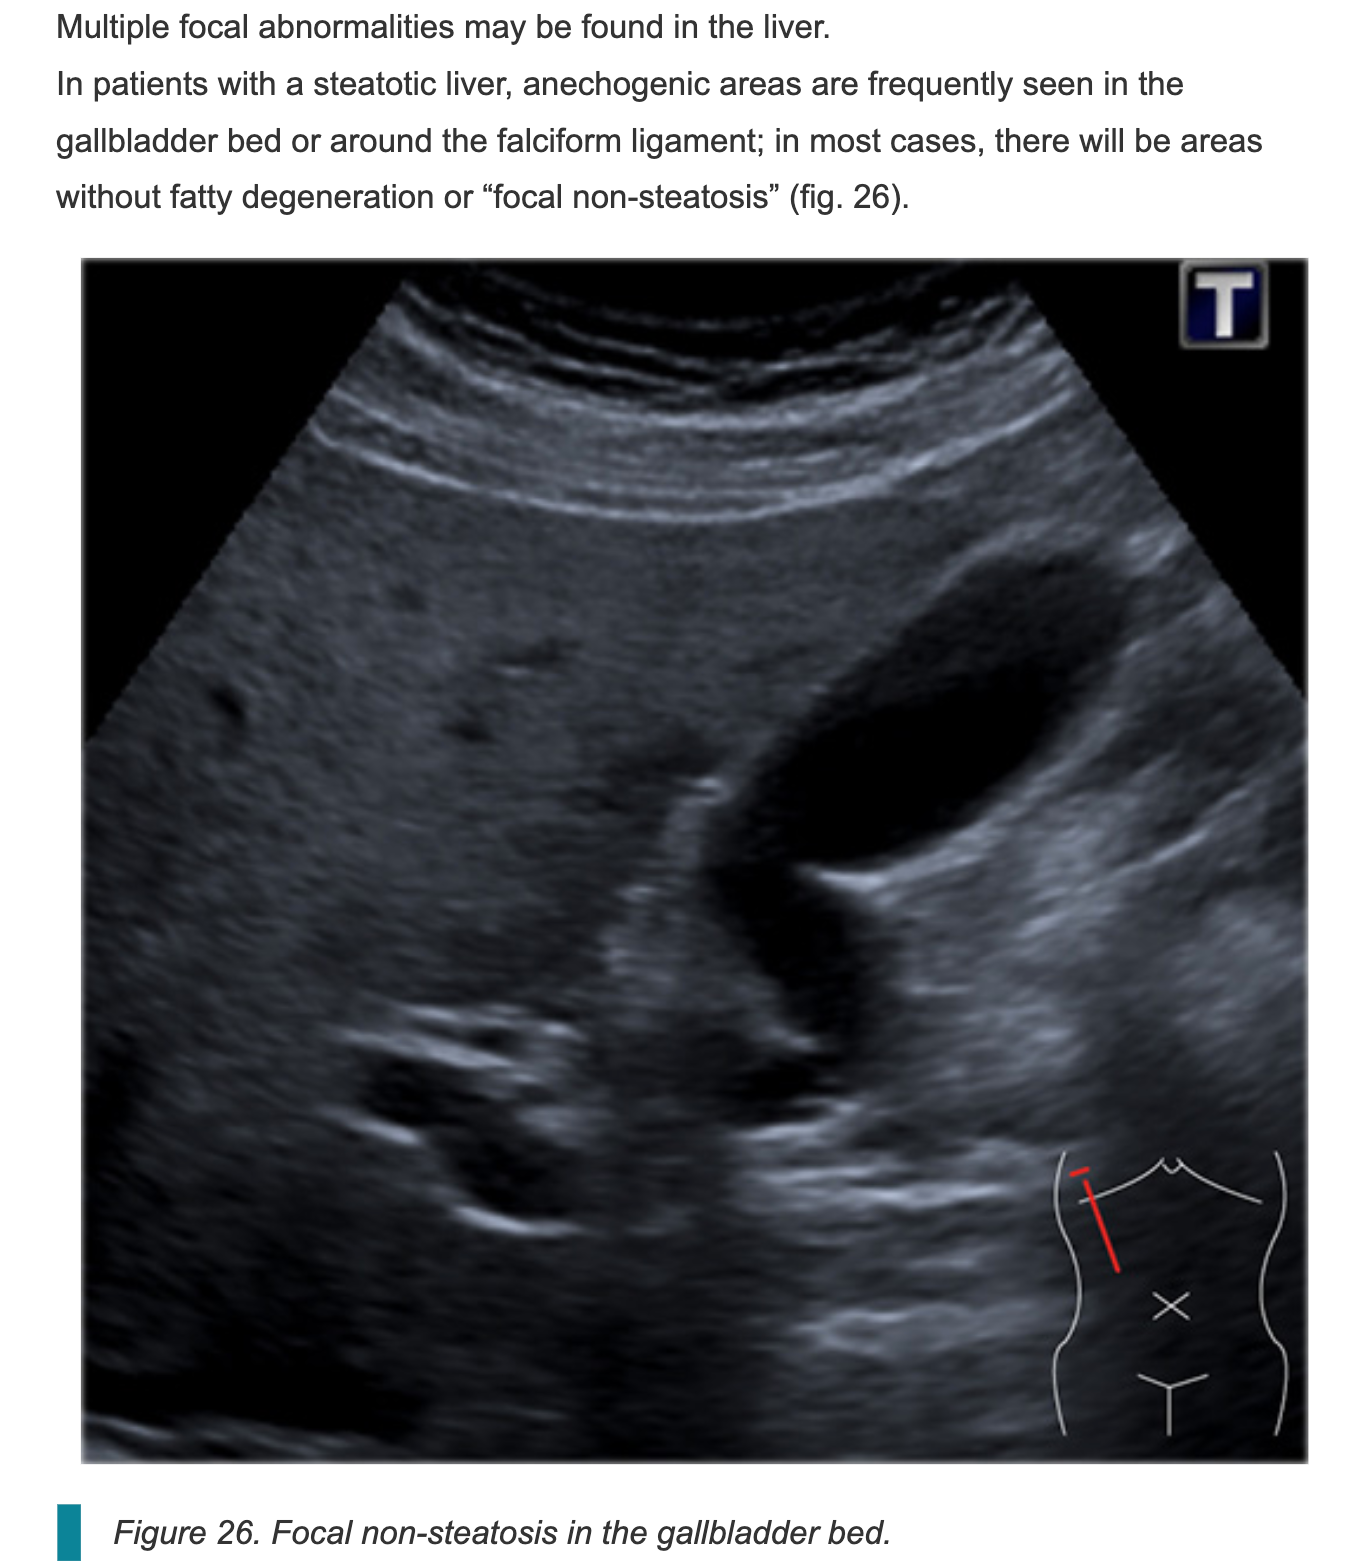 Multiple focal abnormalities may be found in the liver.
In patients with a steatotic liver, anechogenic areas are frequently seen in the
gallbladder bed or around the falciform ligament; in most cases, there will be areas
without fatty degeneration or “focal non-steatosis” (fig. 26).
T
Figure 26. Focal non-steatosis in the gallbladder bed.